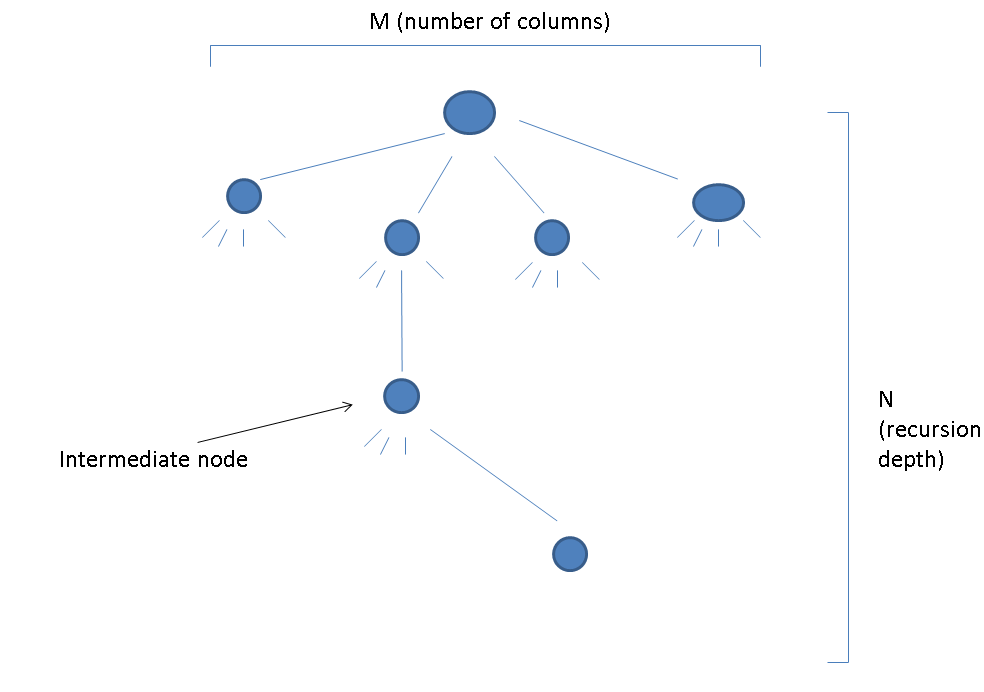 M (number of columns)
N
(recursion
depth)
Intermediate node